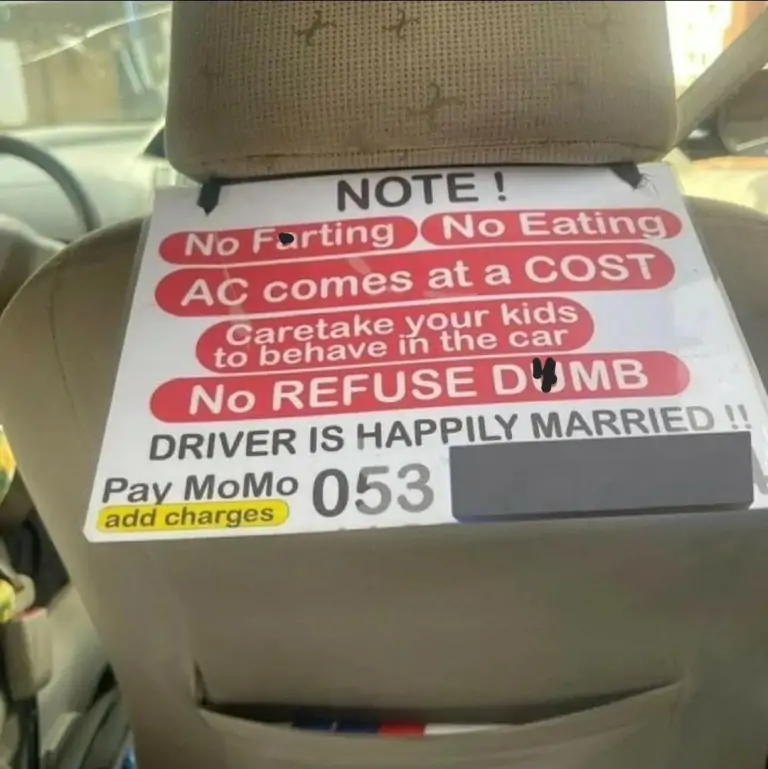 NOTE !
No Farting No Eating
AC comes at a COST
Caretake your kids
to behave in the car
No REFUSE DUMB
DRIVER IS HAPPILY MARRIED !!
Pay MoMo 053
add charges